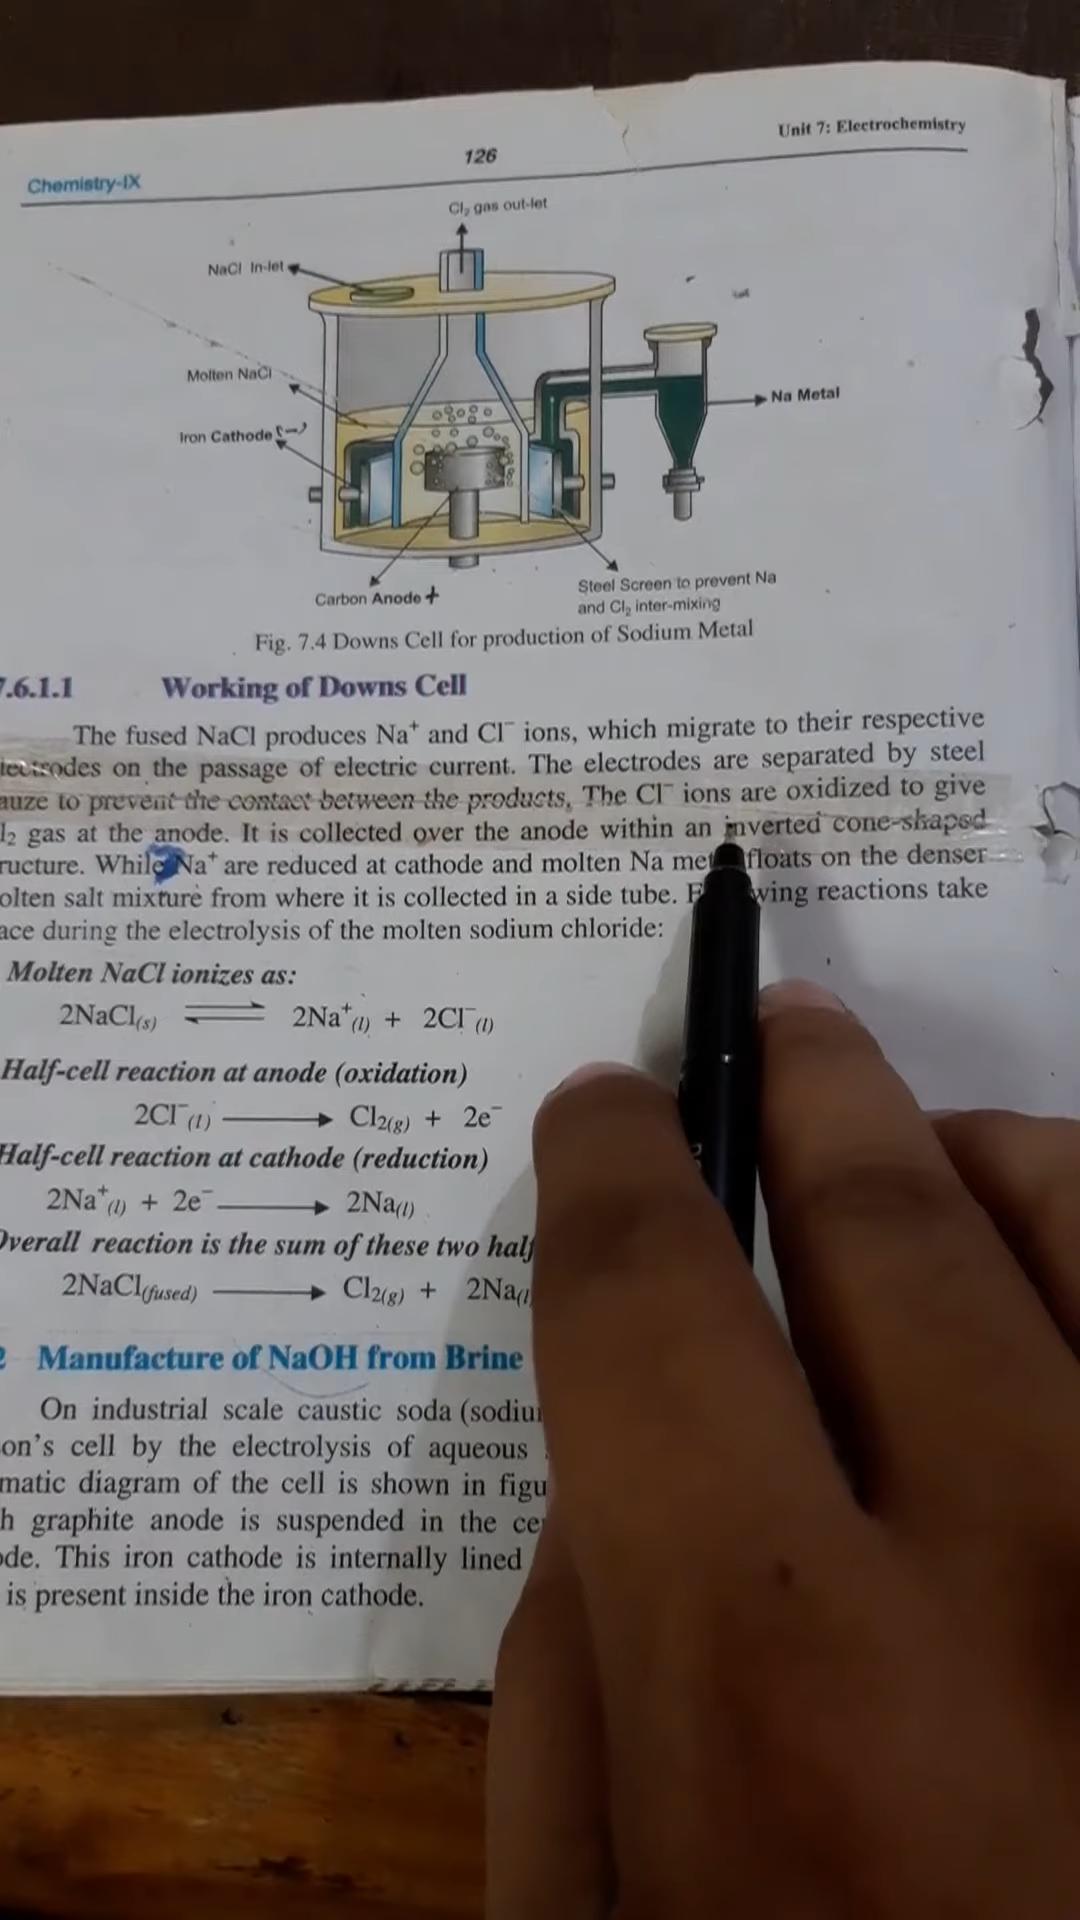 Unit 7: Electrochemistry
126
Chemistry-IX
Cl₂ gas out-let
NaCl In-let
Molten NaCl
Na Metal
Iron Cathode (-)
Carbon Anode +
Steel Screen to prevent Na
and Cl₂ inter-mixing
Fig. 7.4 Downs Cell for production of Sodium Metal
7.6.1.1 Working of Downs Cell
The fused NaCl produces Na⁺ and Cl⁻ ions, which migrate to their respective
on the passage of electric current. The electrodes are separated by steel
to prevent the contact between the products. The Cl⁻ ions are oxidized to give
gas at the anode. It is collected over the anode within an inverted cone-shaped
While Na⁺ are reduced at cathode and molten Na floats on the denser
salt mixture from where it is collected in a side tube. reactions take
during the electrolysis of the molten sodium chloride:
Molten NaCl ionizes as:
2NaCl(s) ⇌ 2Na⁺(l) + 2Cl⁻(l)
Half-cell reaction at anode (oxidation)
2Cl⁻(l) ⟶ Cl₂(g) + 2e⁻
Half-cell reaction at cathode (reduction)
2Na⁺(l) + 2e⁻ ⟶ 2Na(l)
Overall reaction is the sum of these two
2NaCl(fused) ⟶ Cl₂(g) + 2Na(l
Manufacture of NaOH from Brine
On industrial scale caustic soda
cell by the electrolysis of aqueous
diagram of the cell is shown in
graphite anode is suspended in the
This iron cathode is internally lined
is present inside the iron cathode.